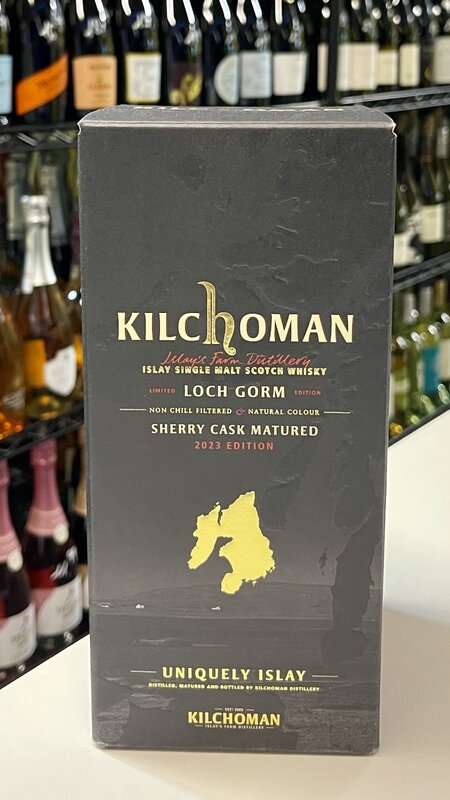 KILCHOMAN
Islay's Farm Distillery
ISLAY SINGLE MALT SCOTCH WHISKY
LIMITED LOCH GORM EDITION
NON CHILL FILTERED & NATURAL COLOUR
SHERRY CASK MATURED
2023 EDITION
UNIQUELY ISLAY
DISTILLED, MATURED AND BOTTLED BY KILCHOMAN DISTILLERY
EST. 2005
KILCHOMAN
ISLAY'S FARM DISTILLERY